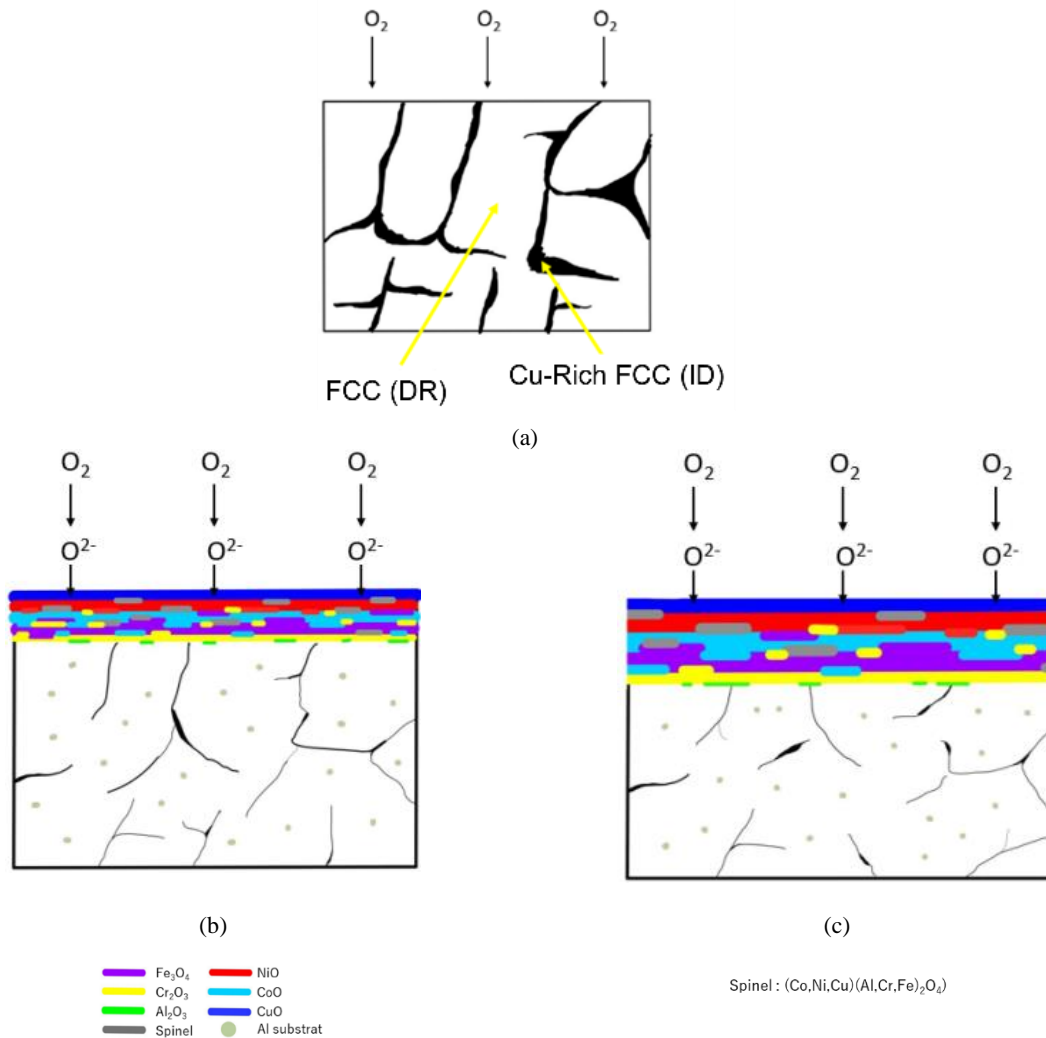 O₂ O₂ O₂
FCC (DR)
Cu-Rich FCC (ID)
(a)
O₂ O₂ O₂
O²⁻ O²⁻ O²⁻
(b)
O₂ O₂ O₂
O²⁻ O²⁻ O²⁻
(c)
Fe₃O₄ NiO
Cr₂O₃ CoO
Al₂O₃ CuO
Spinel Al substrat
Spinel : (Co,Ni,Cu)(Al,Cr,Fe)₂O₄)